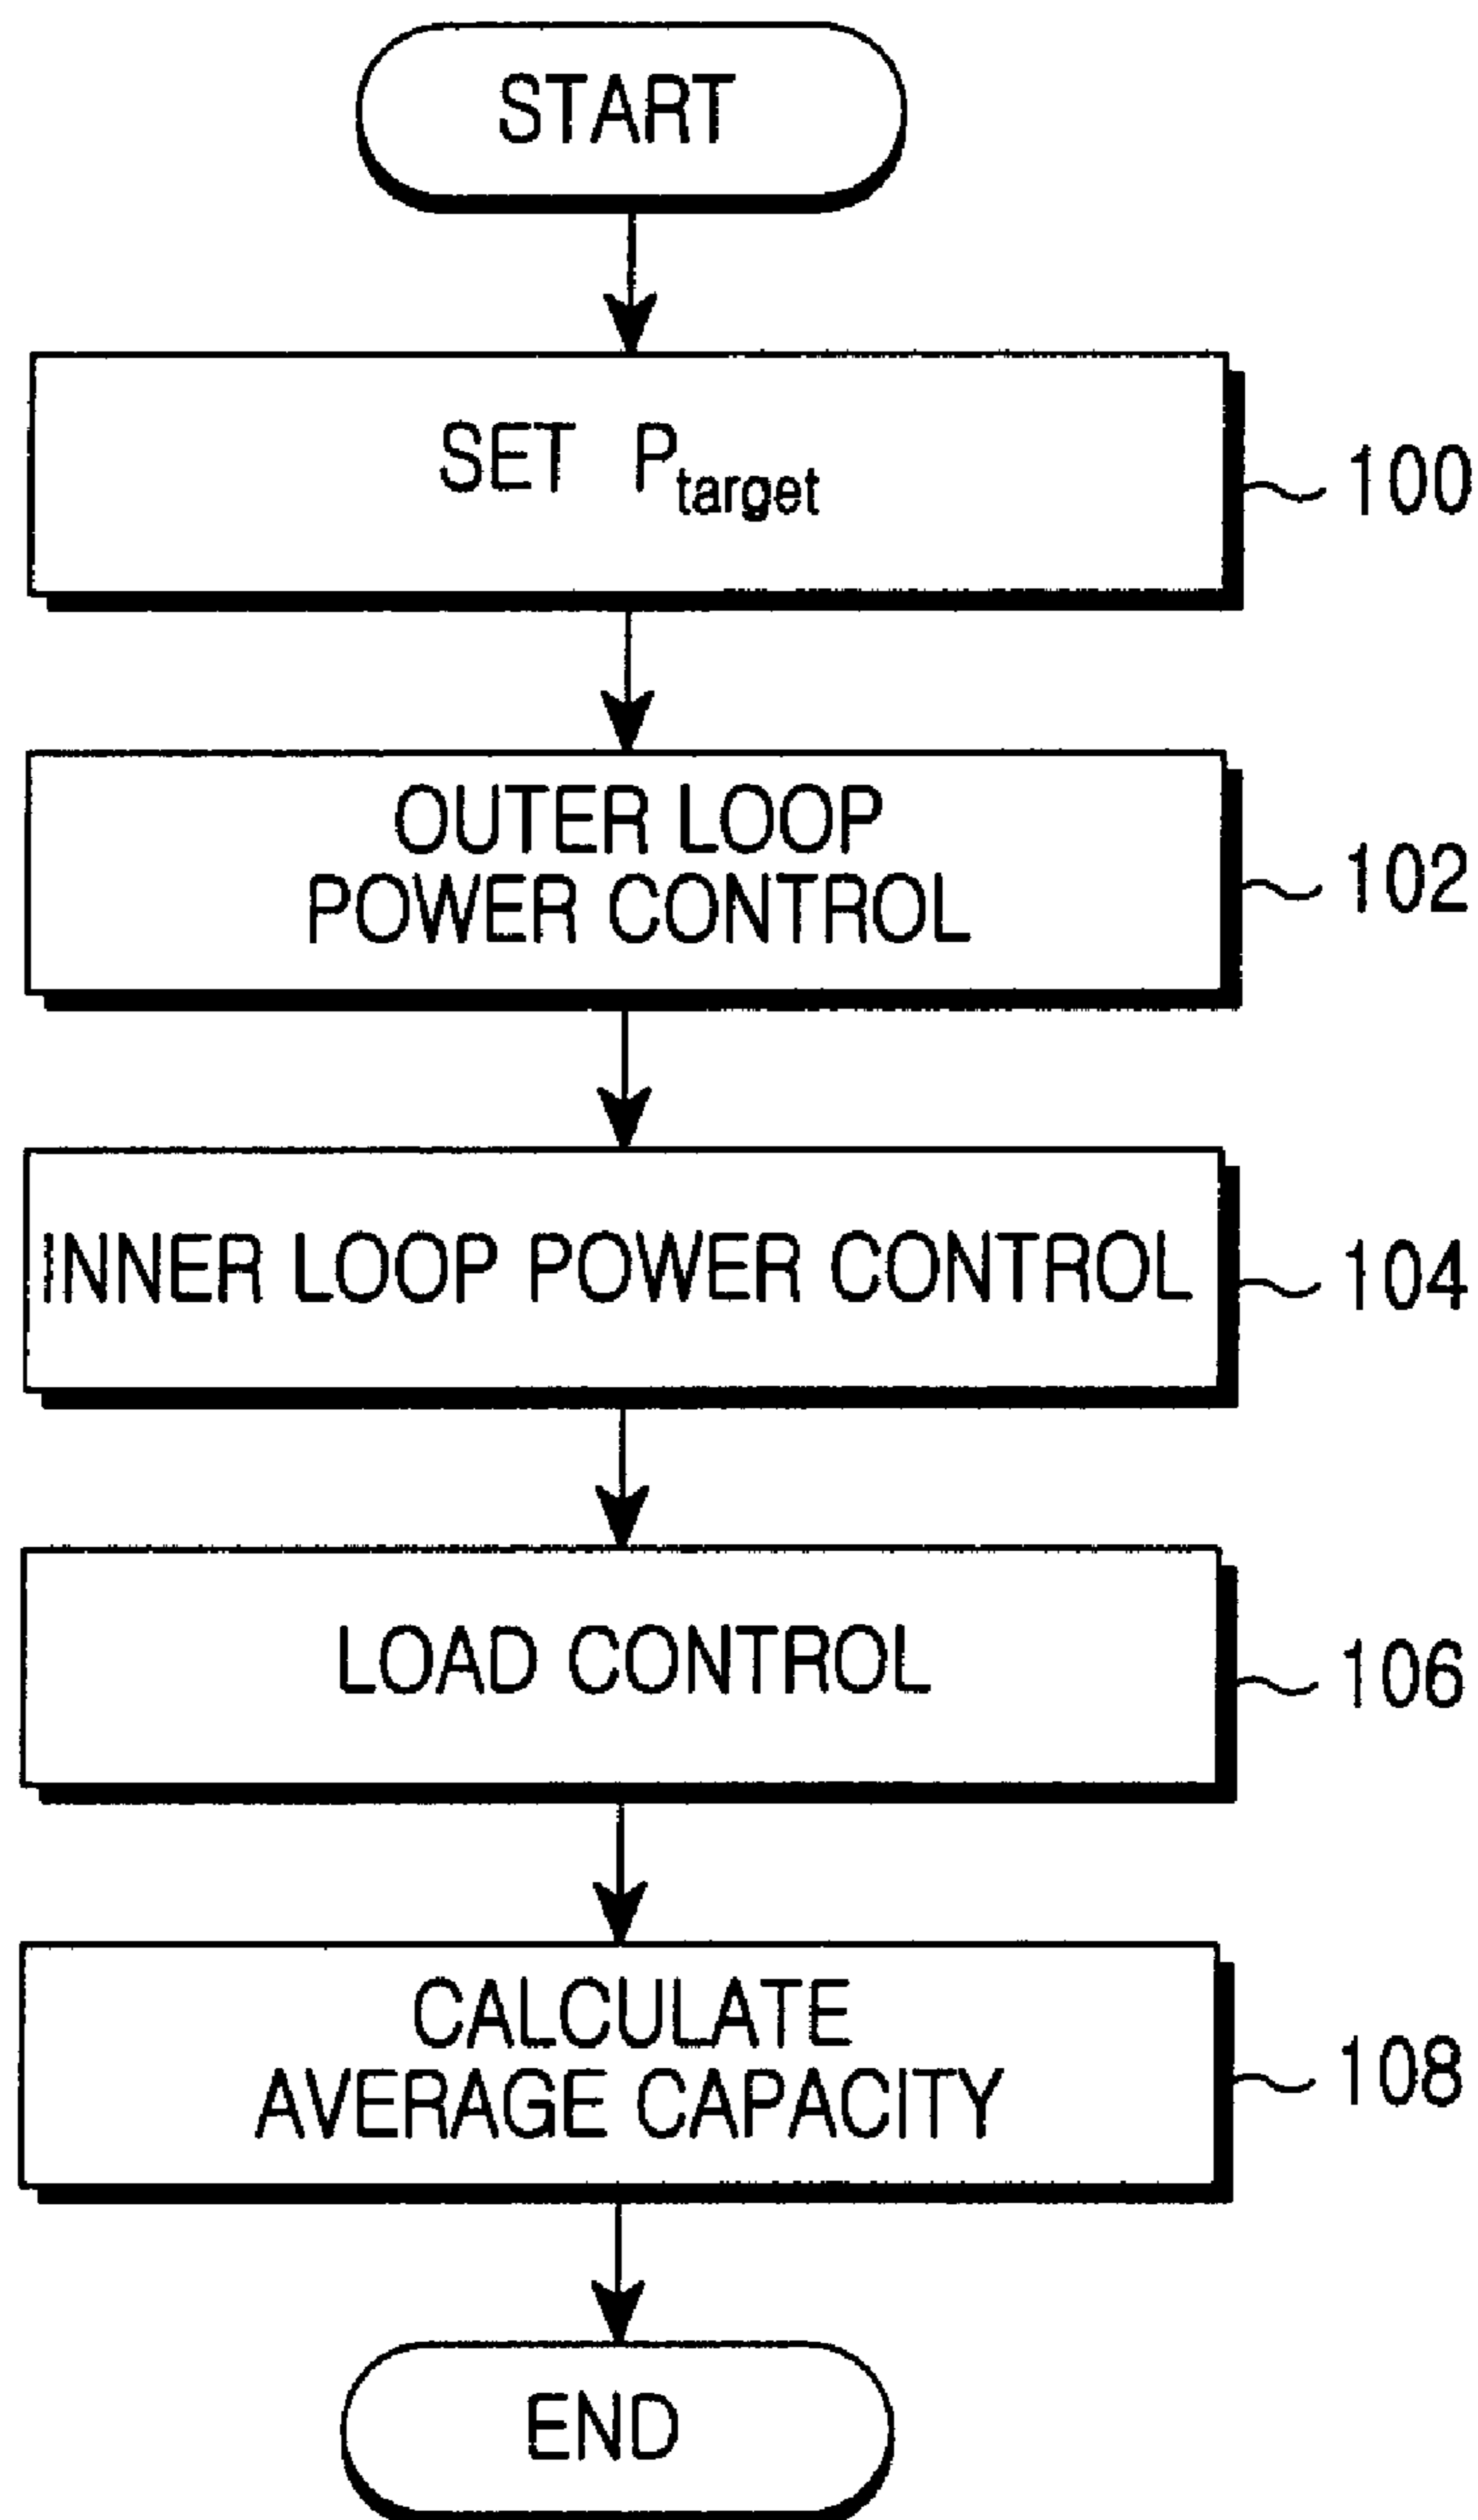 START
SET Ptarget
100
OUTER LOOP
POWER CONTROL
102
INNER LOOP POWER CONTROL
104
LOAD CONTROL
106
CALCULATE
AVERAGE CAPACITY
108
END